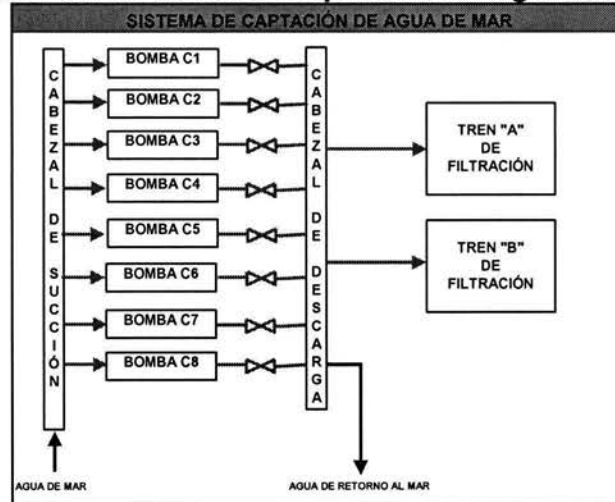 SISTEMA DE CAPTACIÓN DE AGUA DE MAR
CABEZAL DE SUCCIÓN
BOMBA C1
BOMBA C2
BOMBA C3
BOMBA C4
BOMBA C5
BOMBA C6
BOMBA C7
BOMBA C8
CABEZAL DE DESCARGA
TREN "A"
DE
FILTRACIÓN
TREN "B"
DE
FILTRACIÓN
AGUA DE MAR
AGUA DE RETORNO AL MAR